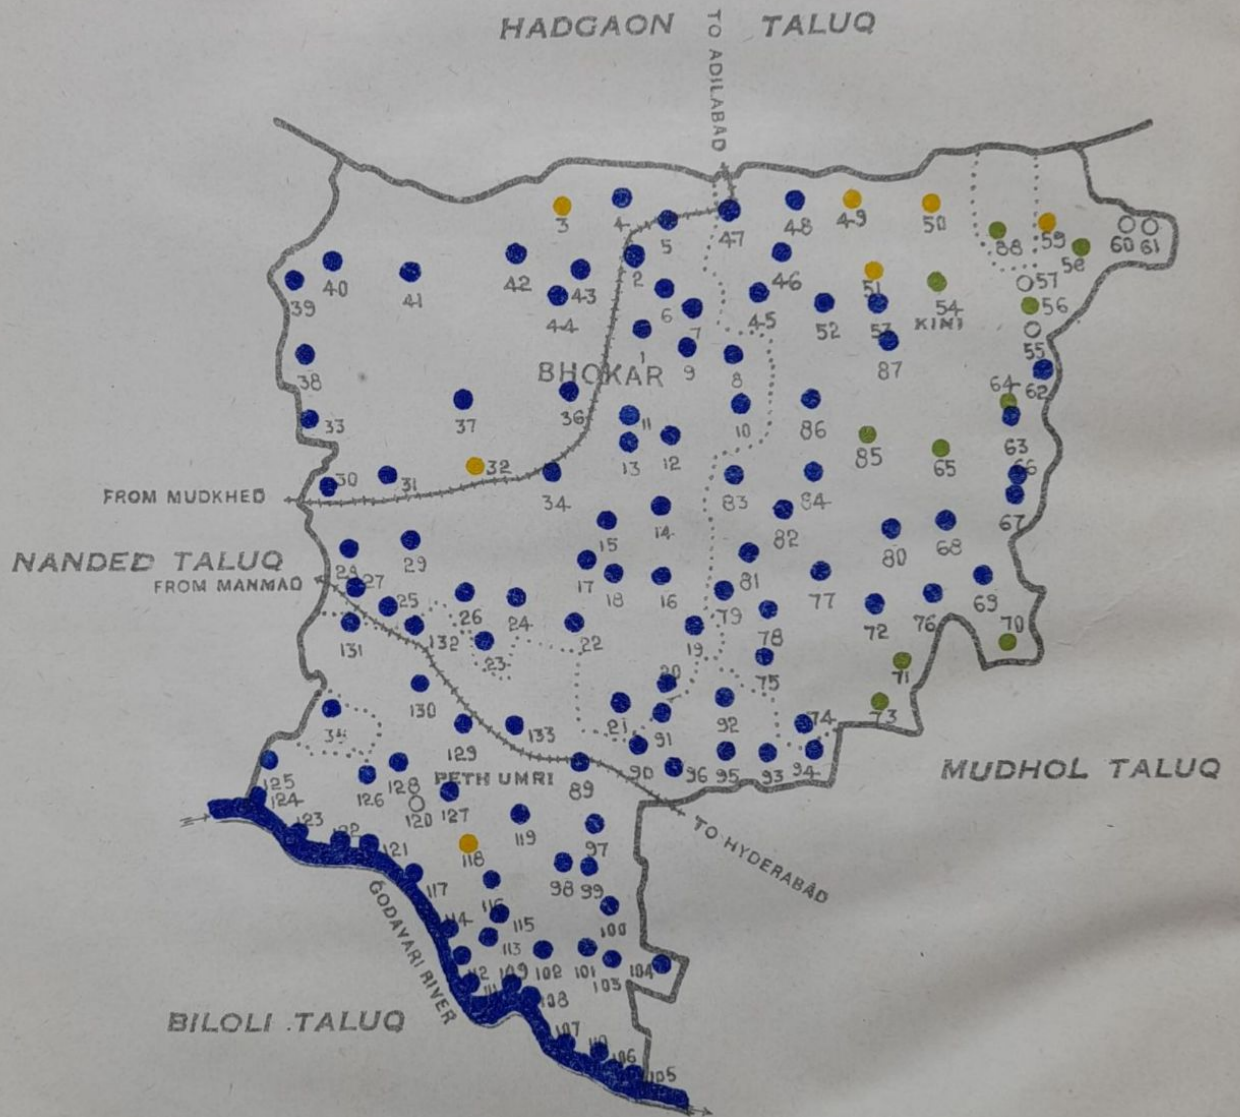 HADGAON TALUQ
TO ADILABAD
3 4 5 47 48 49 50 88 59 58 60 61
39 40 41 42 43 44 2 6 7 45 46 51 52 53 54 57 56
KINI
55
38 1 9 8 87 62
BHOKAR
64
33 37 36 11 10 86 63
32 13 12 85 65 66
30 31 34 83 84 67
FROM MUDKHED
14 82
15 80 68
NANDED TALUQ
28 29 17 18 16 81 77 69
FROM MANMAD
27 25 26 24 79 78 72 76 70
131 132 23 22 19 75 71
130 20 21 92 73
129 133 91 74
90 96 95 93 94
125 126 128 PETH UMRI 89
MUDHOL TALUQ
124 120 127
123 122 121 119 97
TO HYDERABAD
118
117 116 98 99
GODAVARI RIVER
114 115 100
113 102 101 103 104
112 111 109 108
BILOLI TALUQ
107 110 106 105